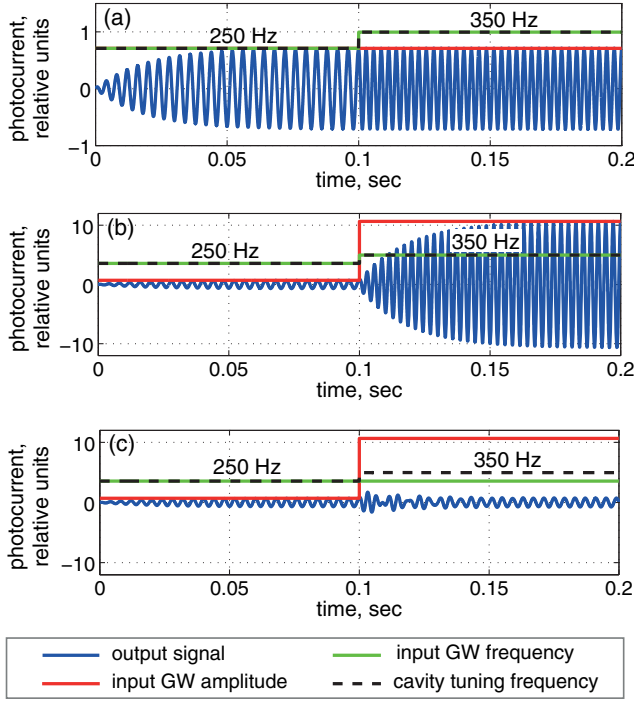 (a)
250 Hz
350 Hz
photocurrent,
relative units
1
0
−1
0
0.05
0.1
0.15
0.2
time, sec
(b)
250 Hz
350 Hz
photocurrent,
relative units
10
0
−10
0
0.05
0.1
0.15
0.2
time, sec
(c)
250 Hz
350 Hz
photocurrent,
relative units
10
0
−10
0
0.05
0.1
0.15
0.2
time, sec
output signal
input GW frequency
input GW amplitude
cavity tuning frequency